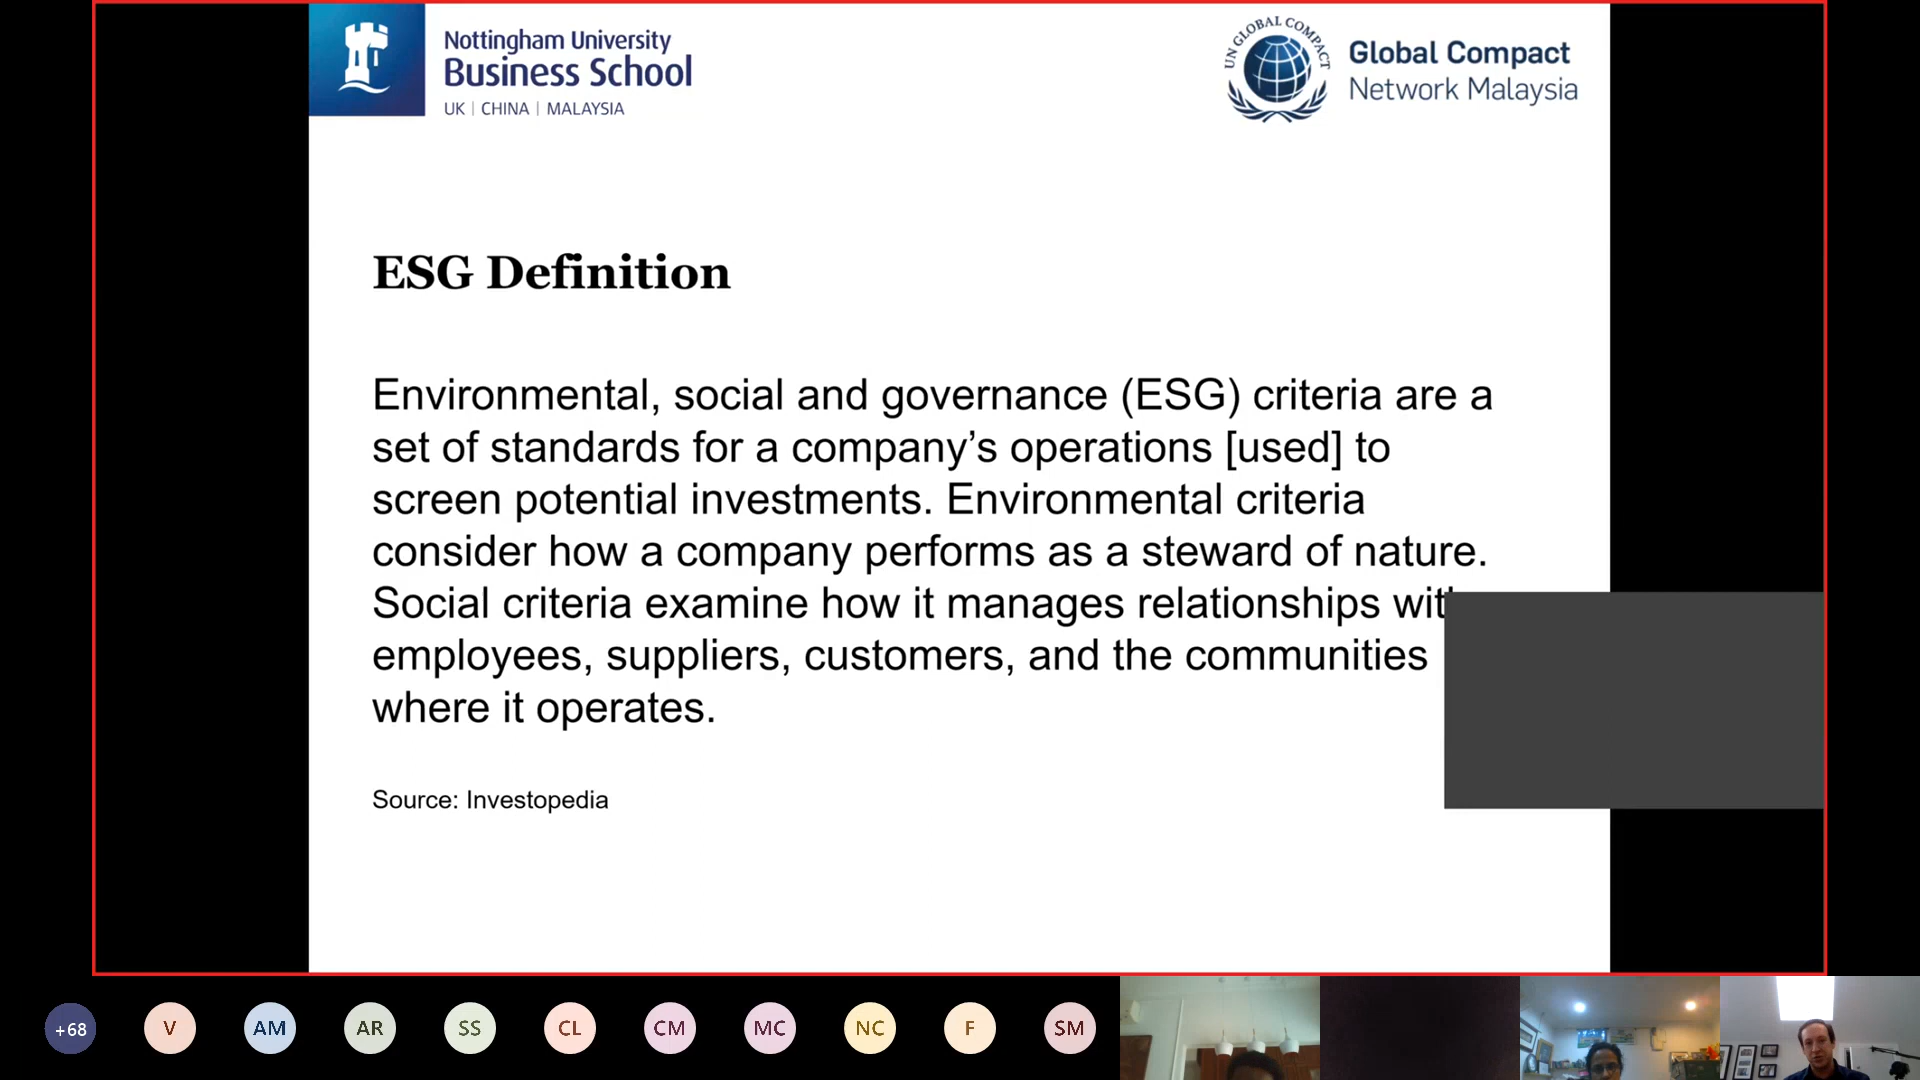 Nottingham University
Business School
UK | CHINA | MALAYSIA
UN GLOBAL COMPACT
Global Compact
Network Malaysia
ESG Definition
Environmental, social and governance (ESG) criteria are a
set of standards for a company’s operations [used] to
screen potential investments. Environmental criteria
consider how a company performs as a steward of nature.
Social criteria examine how it manages relationships
employees, suppliers, customers, and the communities
where it operates.
Source: Investopedia
+68 V AM AR SS CL CM MC NC F SM